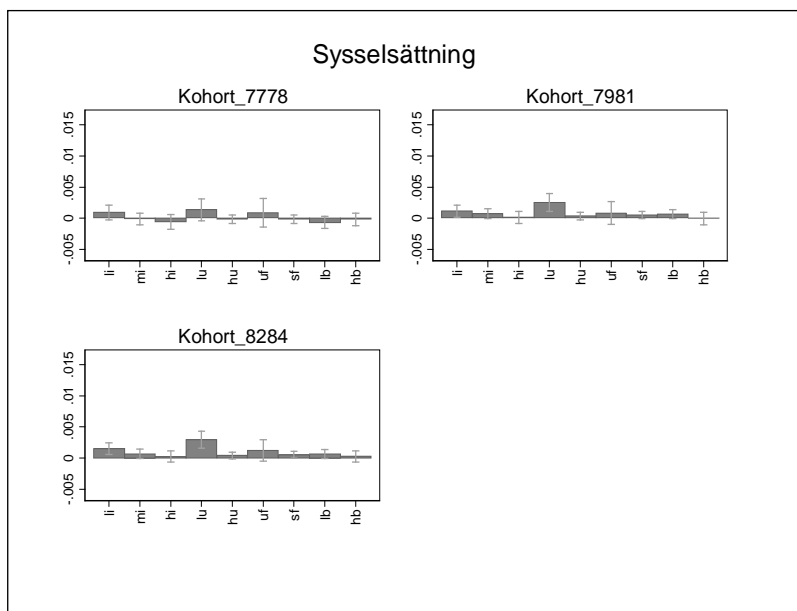 Sysselsättning
Kohort_7778
.015
.01
.005
0
-.005
li mi hi lu hu uf sf lb hb
Kohort_7981
.015
.01
.005
0
-.005
li mi hi lu hu uf sf lb hb
Kohort_8284
.015
.01
.005
0
-.005
li mi hi lu hu uf sf lb hb